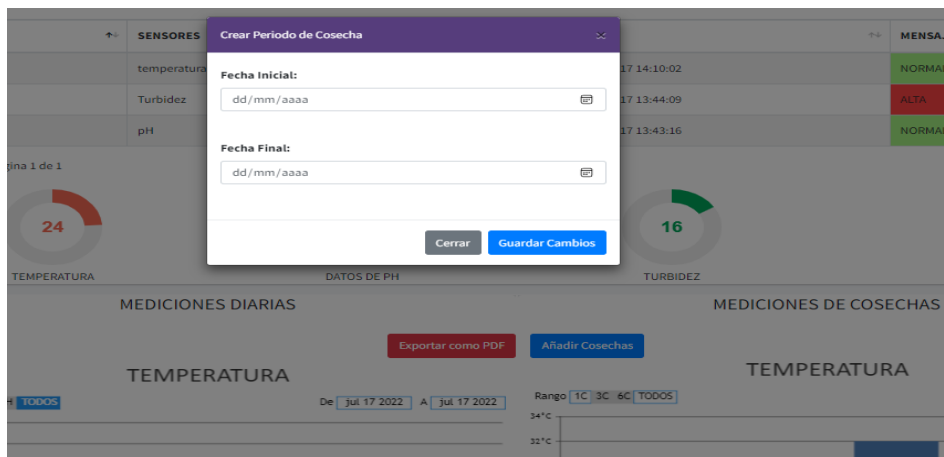 SENSORES
MENSA.
Crear Periodo de Cosecha
×
temperatura
17 14:10:02
NORMA
Fecha Inicial:
dd/mm/aaaa
Turbidez
17 13:44:09
ALTA
pH
17 13:43:16
NORMA
Fecha Final:
dd/mm/aaaa
gina 1 de 1
24
16
Cerrar
Guardar Cambios
TEMPERATURA
DATOS DE PH
TURBIDEZ
MEDICIONES DIARIAS
MEDICIONES DE COSECHAS
Exportar como PDF
Añadir Cosechas
TEMPERATURA
TEMPERATURA
H TODOS
De jul 17 2022 A jul 17 2022
Rango 1C 3C 6C TODOS
34°C
32°C